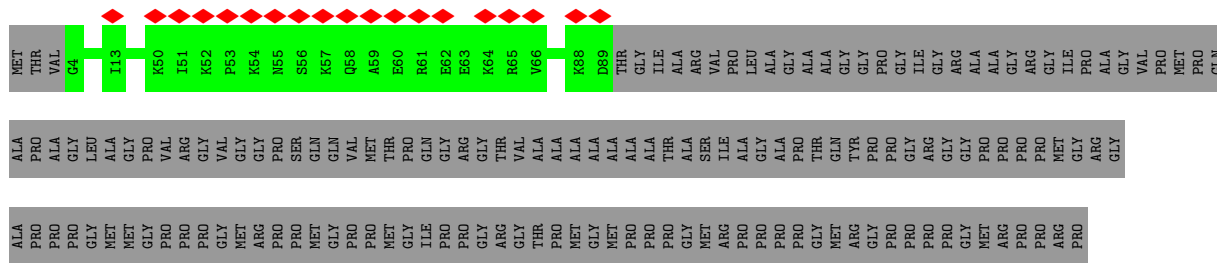 MET THR VAL G4 I13 K50 I51 K52 P53 K54 N55 S56 K57 Q58 A59 E60 R61 E62 E63 K64 R65 V66 K88 D89 THR GLY ILE ALA ARG VAL PRO LEU ALA GLY ALA ALA GLY GLY PRO GLY ILE GLY ARG ALA ALA GLY ARG GLY ILE PRO ALA GLY VAL PRO MET PRO GLN
ALA PRO ALA GLY LEU ALA GLY PRO VAL ARG GLY VAL GLY GLY PRO SER GLN GLN VAL MET THR PRO GLN GLY ARG GLY THR VAL ALA ALA ALA ALA ALA ALA ALA THR ALA SER ILE ALA GLY ALA PRO THR GLN TYR PRO PRO GLY ARG GLY GLY PRO PRO PRO PRO MET GLY ARG GLY
ALA PRO PRO PRO GLY MET MET GLY PRO PRO PRO GLY MET ARG PRO PRO MET GLY PRO PRO MET GLY ILE PRO PRO GLY ARG GLY THR PRO MET GLY MET PRO PRO PRO GLY MET ARG PRO PRO PRO PRO GLY MET ARG GLY PRO PRO PRO PRO GLY MET ARG PRO PRO ARG PRO